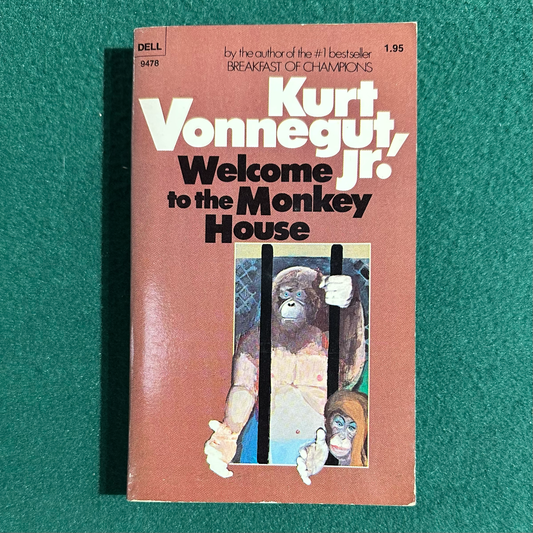 DELL
9478
by the author of the #1 bestseller
BREAKFAST OF CHAMPIONS
1.95
Kurt
Vonnegut,
Jr.!
Welcome
to the Monkey
House